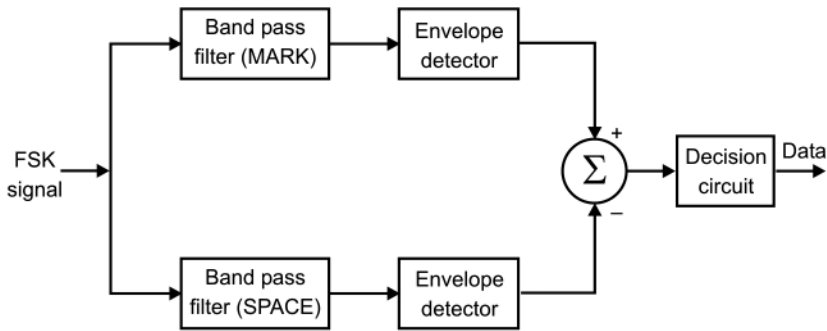 Band pass
filter (MARK)
Envelope
detector
FSK
signal
+
Σ
−
Decision
circuit
Data
Band pass
filter (SPACE)
Envelope
detector